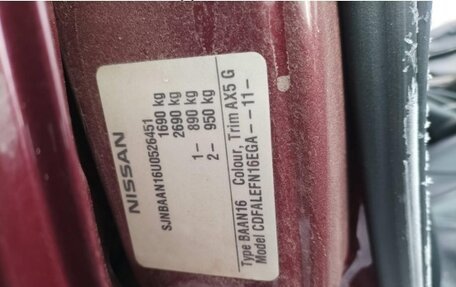 NISSAN
SJNBAAN16U0526451
1690 kg
2690 kg
1- 890 kg
2- 950 kg
Type BAAN16 Colour, Trim AX5 G
Model CDFALEFN16EGA - - 11 -